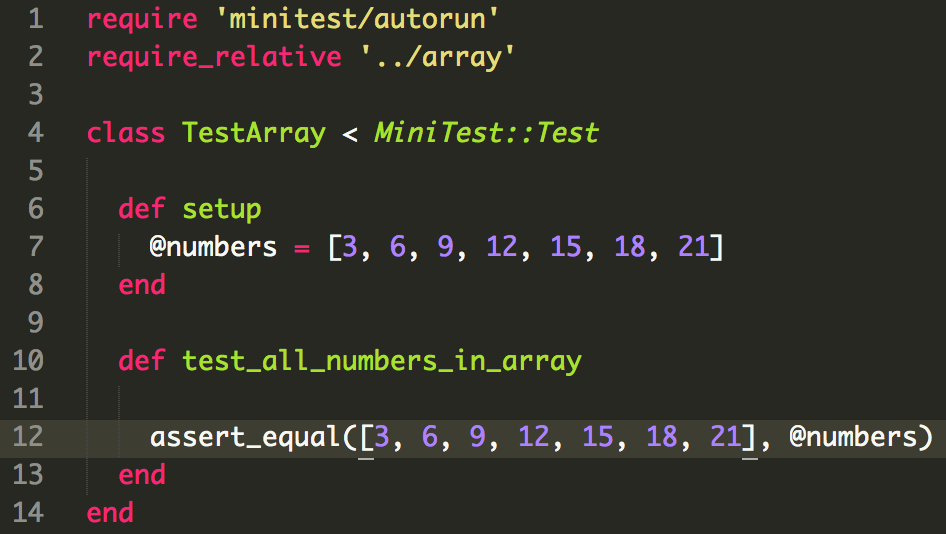 1 require 'minitest/autorun'
2 require_relative '../array'
3
4 class TestArray < MiniTest::Test
5
6   def setup
7     @numbers = [3, 6, 9, 12, 15, 18, 21]
8   end
9
10   def test_all_numbers_in_array
11
12     assert_equal([3, 6, 9, 12, 15, 18, 21], @numbers)
13   end
14 end